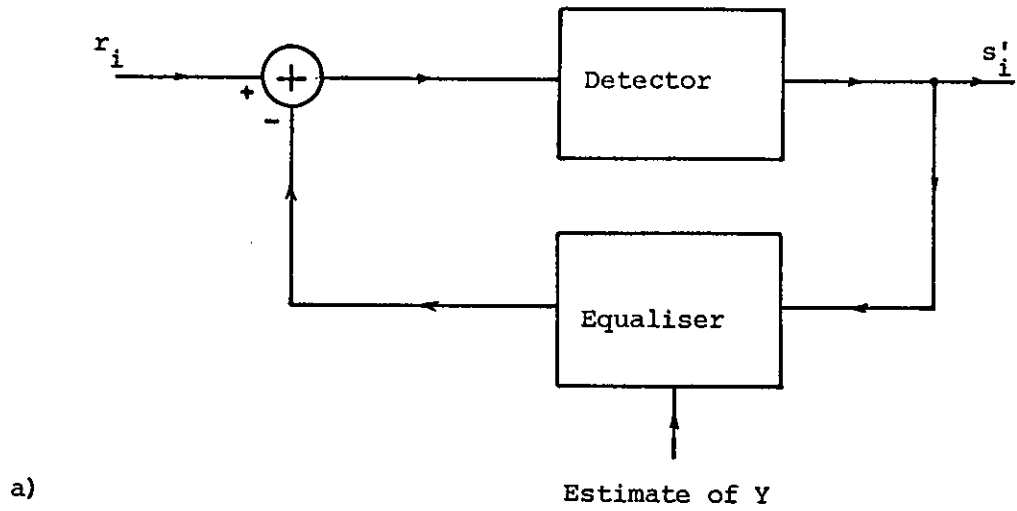 r_i
+
+
-
Detector
s'_i
Equaliser
a)
Estimate of Y